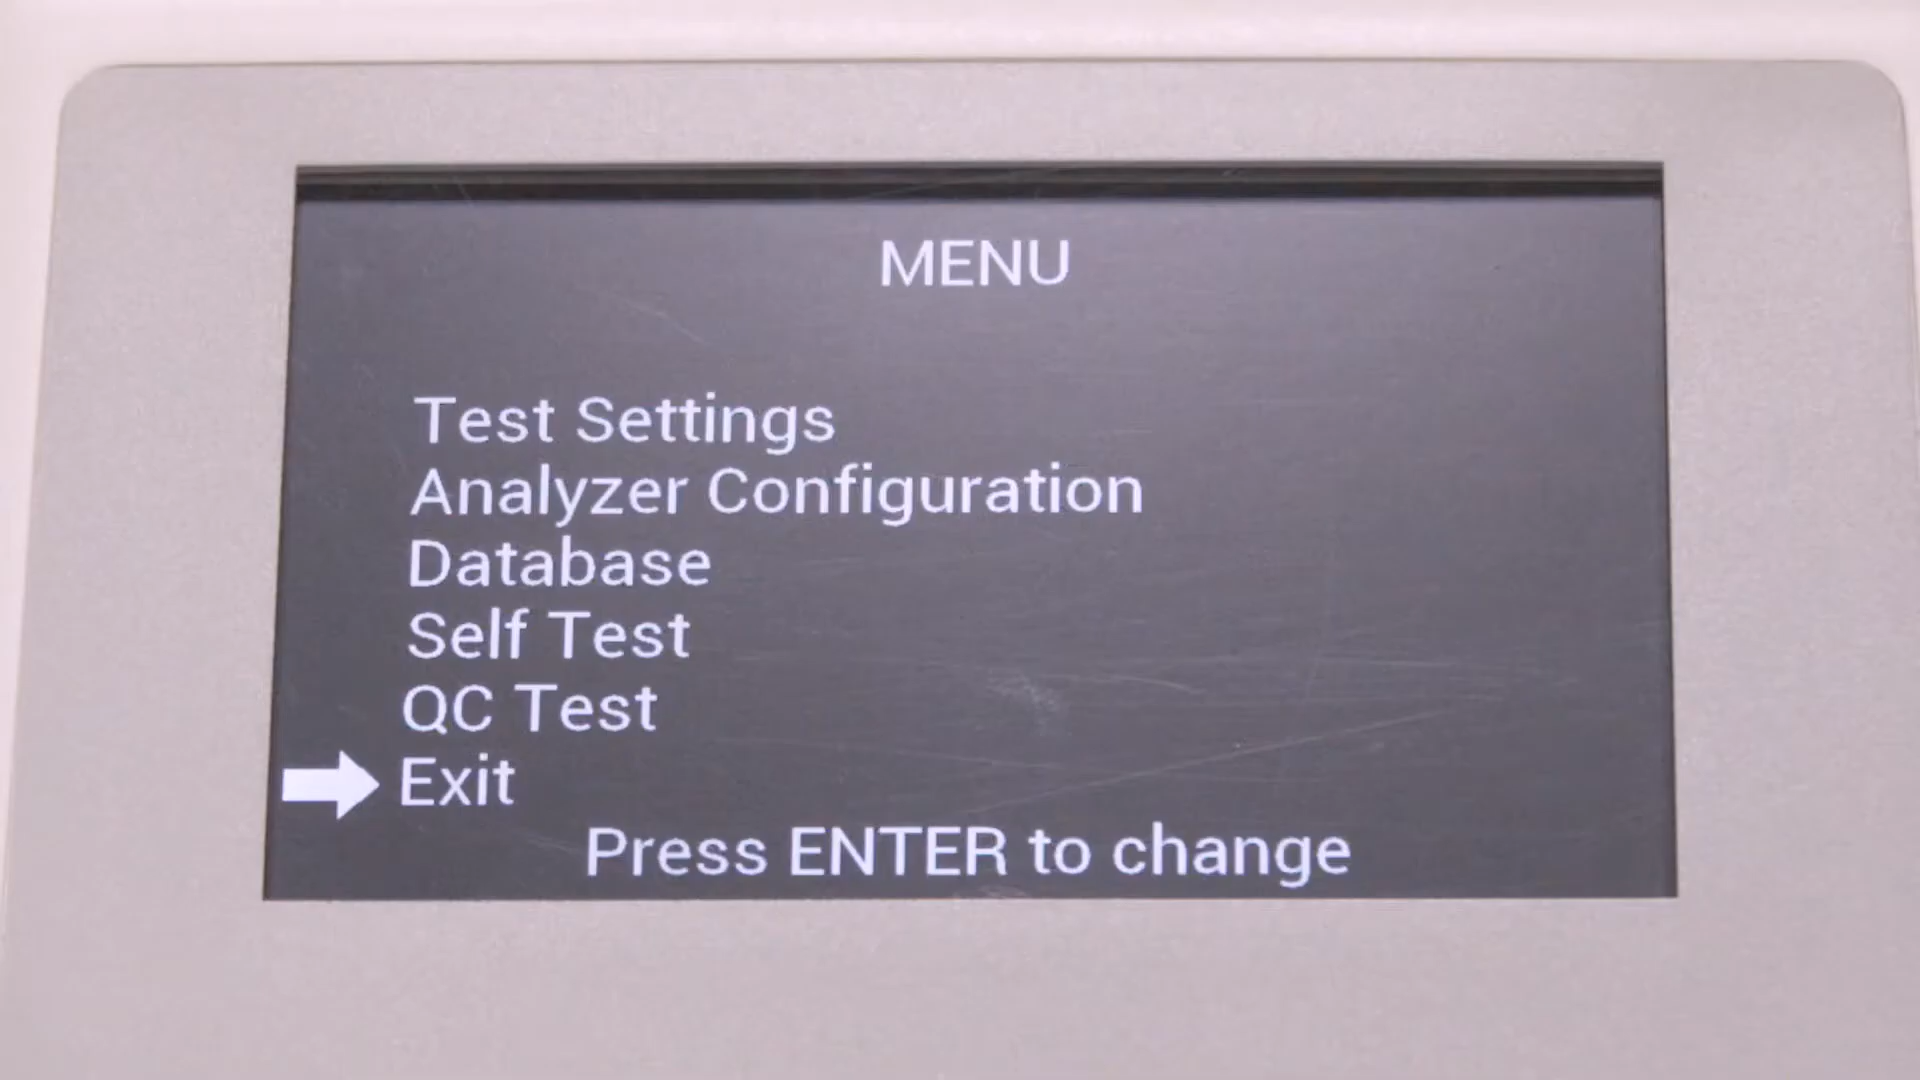 MENU
Test Settings
Analyzer Configuration
Database
Self Test
QC Test
Exit
Press ENTER to change